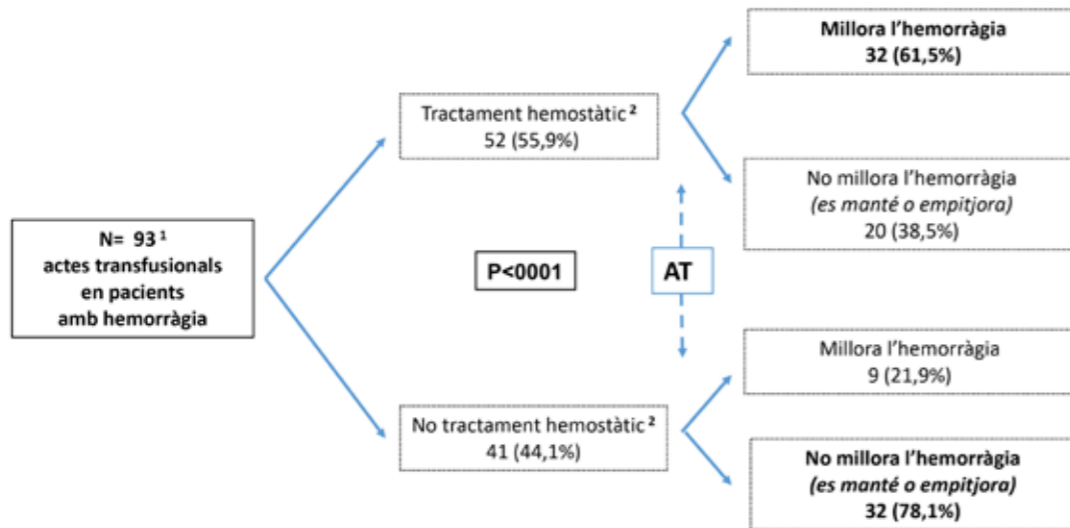 N= 93 ¹
actes transfusionals
en pacients
amb hemorràgia
Tractament hemostàtic ²
52 (55,9%)
No tractament hemostàtic ²
41 (44,1%)
P<0001
AT
Millora l’hemorràgia
32 (61,5%)
No millora l’hemorràgia
(es manté o empitjora)
20 (38,5%)
Millora l’hemorràgia
9 (21,9%)
No millora l’hemorràgia
(es manté o empitjora)
32 (78,1%)